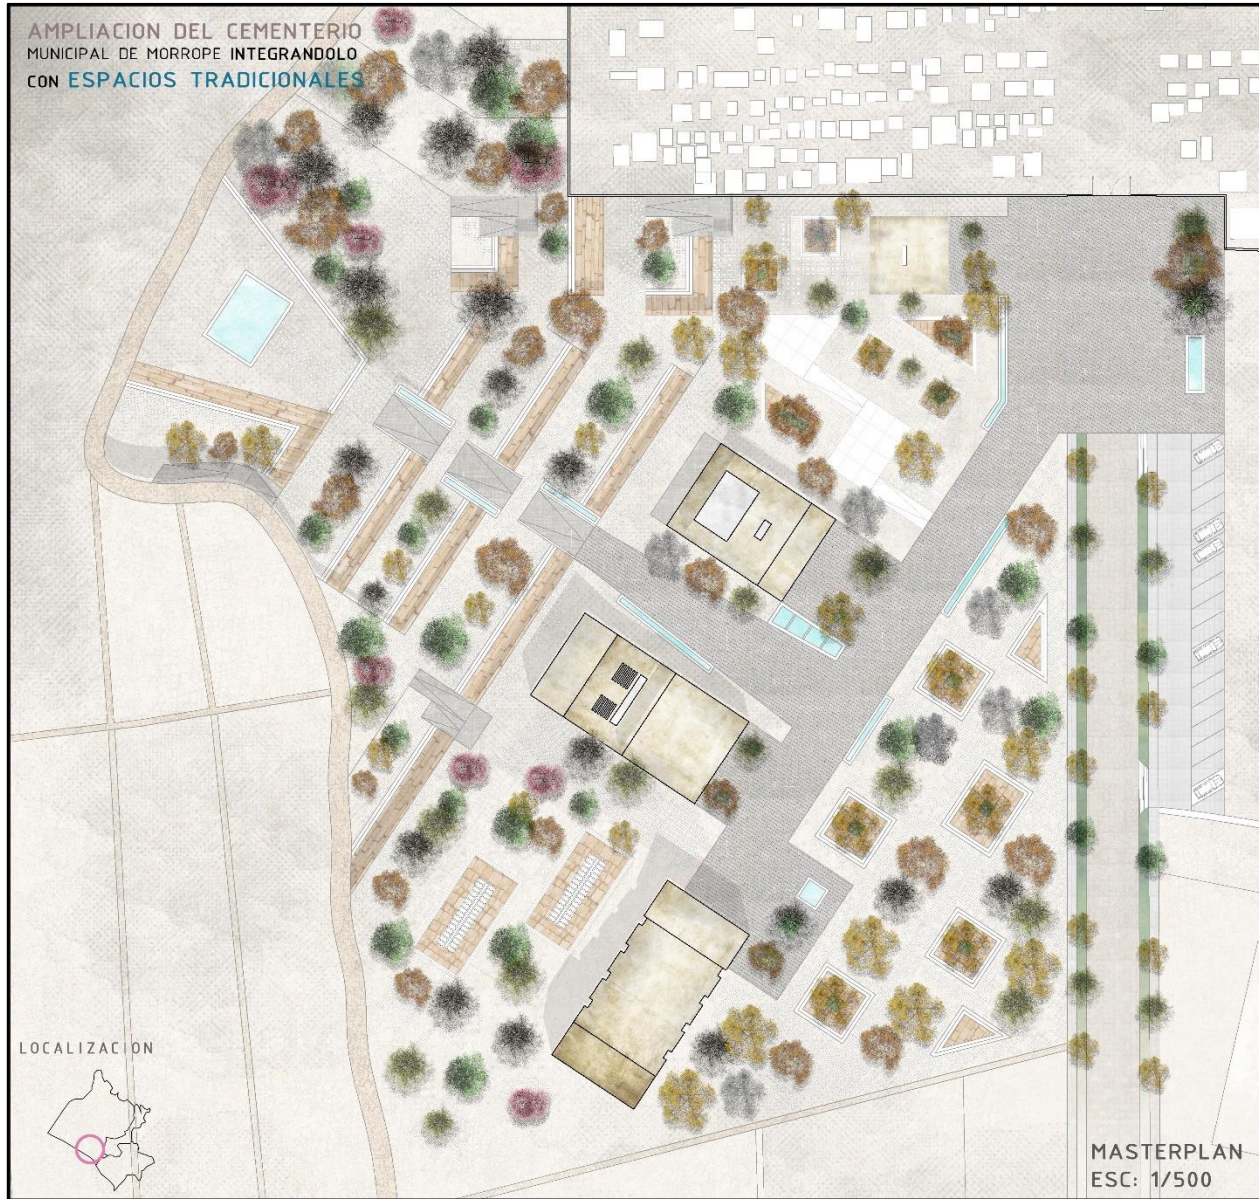 AMPLIACION DEL CEMENTERIO
MUNICIPAL DE MORROPE INTEGRANDOLO
CON ESPACIOS TRADICIONALES
LOCALIZACION
MASTERPLAN
ESC: 1/500